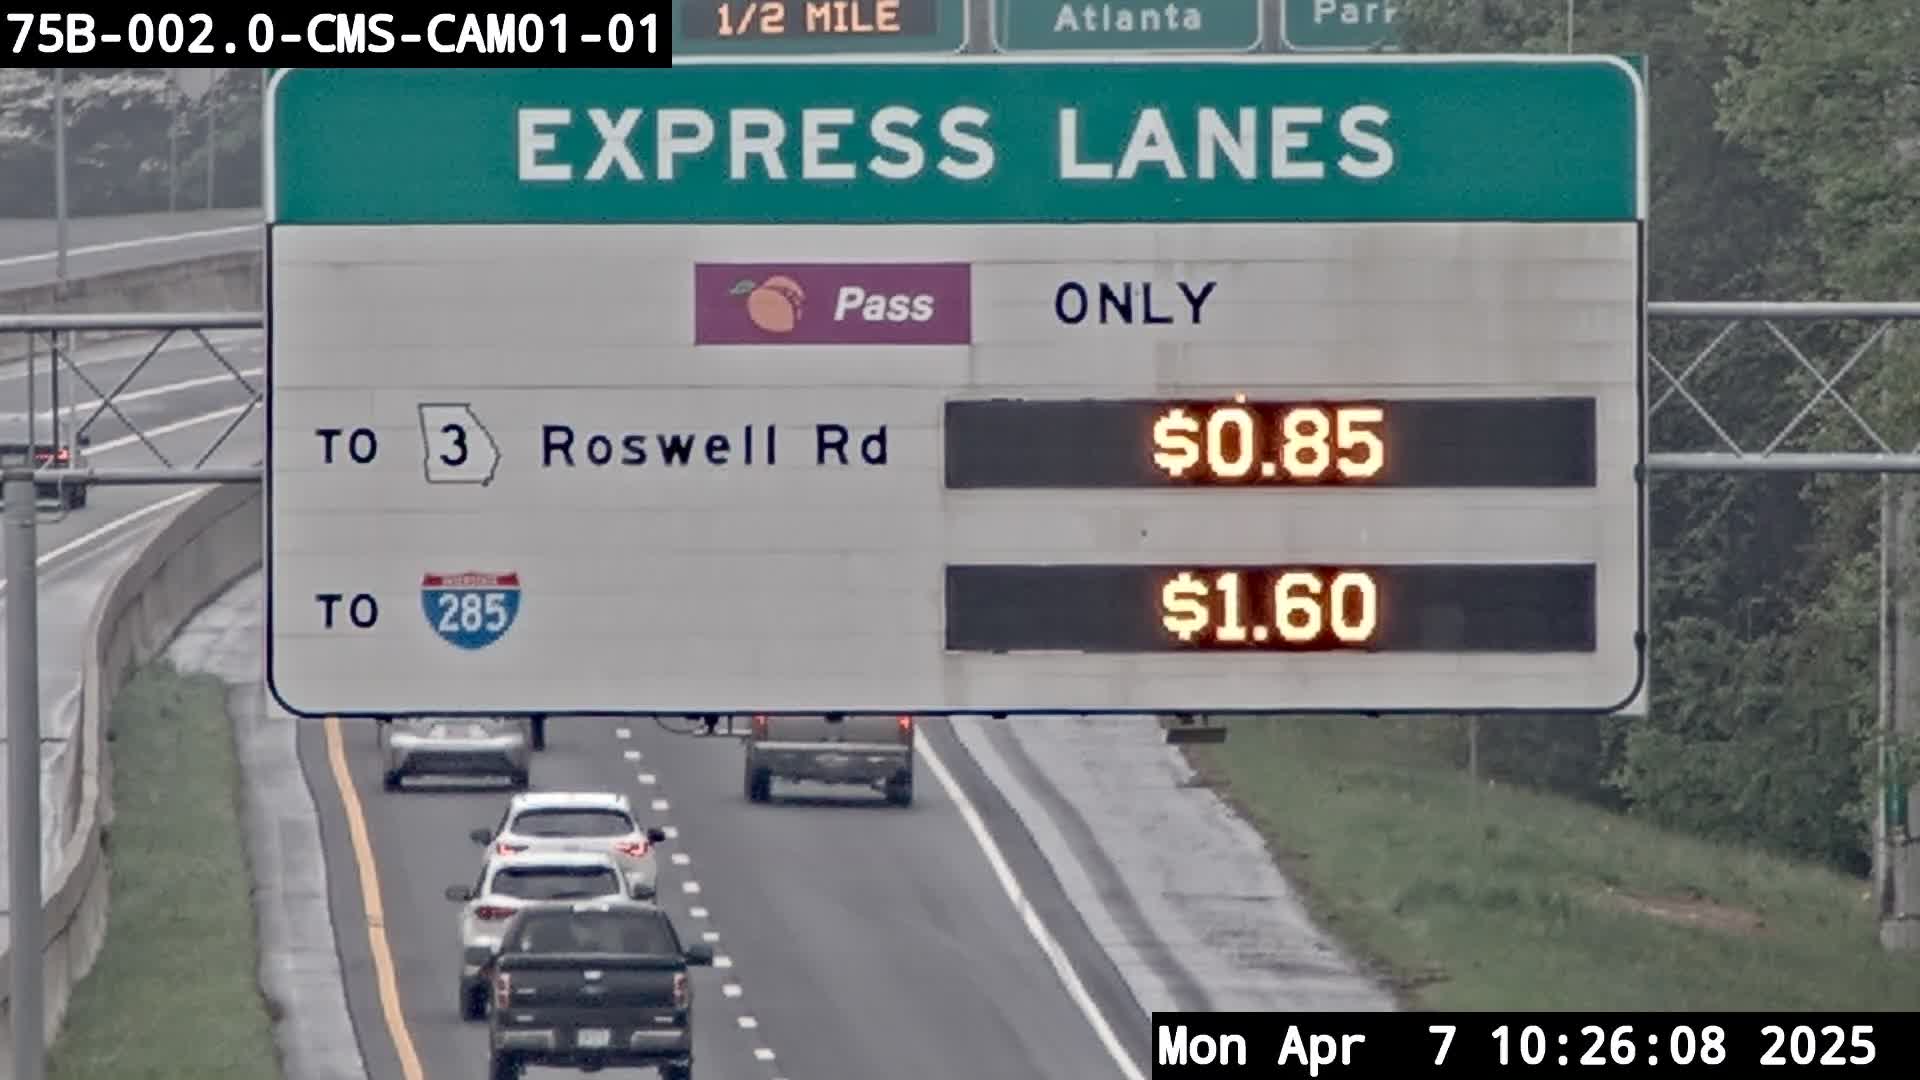 75B-002.0-CMS-CAM01-01
1/2 MILE
Atlanta
EXPRESS LANES
Pass ONLY
TO 3 Roswell Rd $0.85
TO 285 $1.60
Mon Apr 7 10:26:08 2025